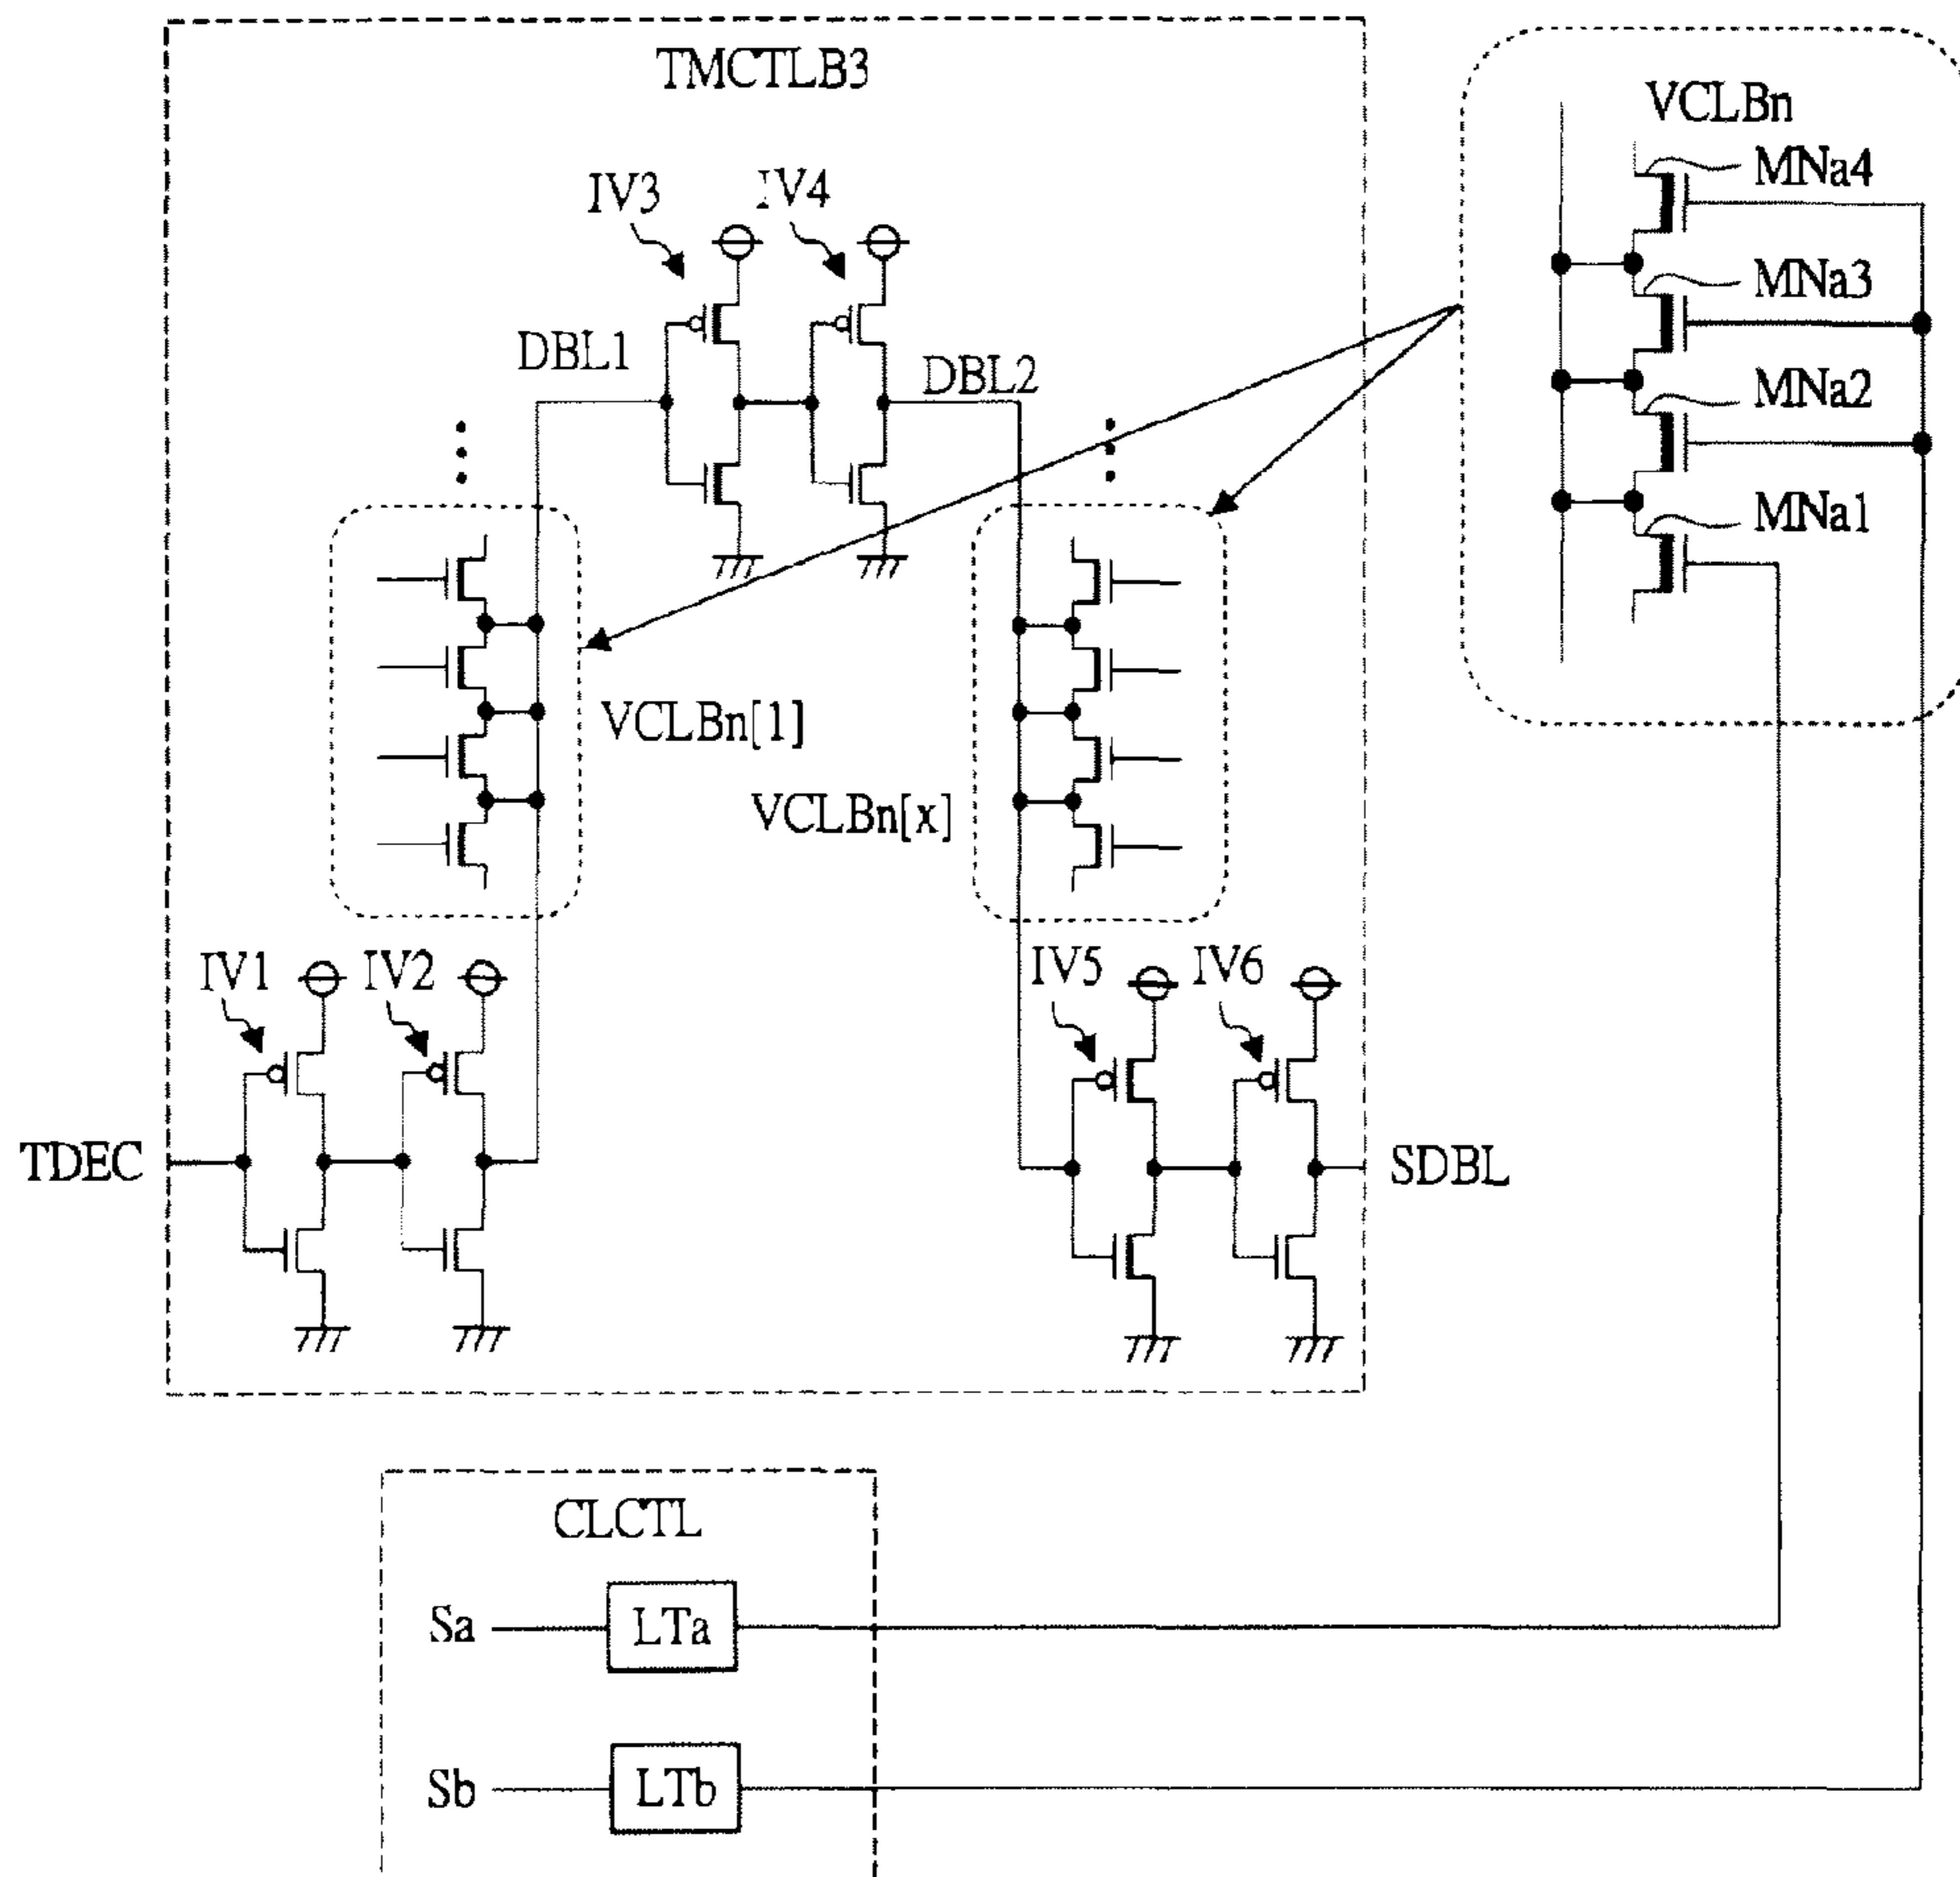 TMCTLB3
VCLBn
MNa4
MNa3
MNa2
MNa1
IV3
IV4
DBL1
DBL2
VCLBn[1]
VCLBn[x]
IV1
IV2
IV5
IV6
TDEC
SDBL
CLCTL
Sa
LTa
Sb
LTb